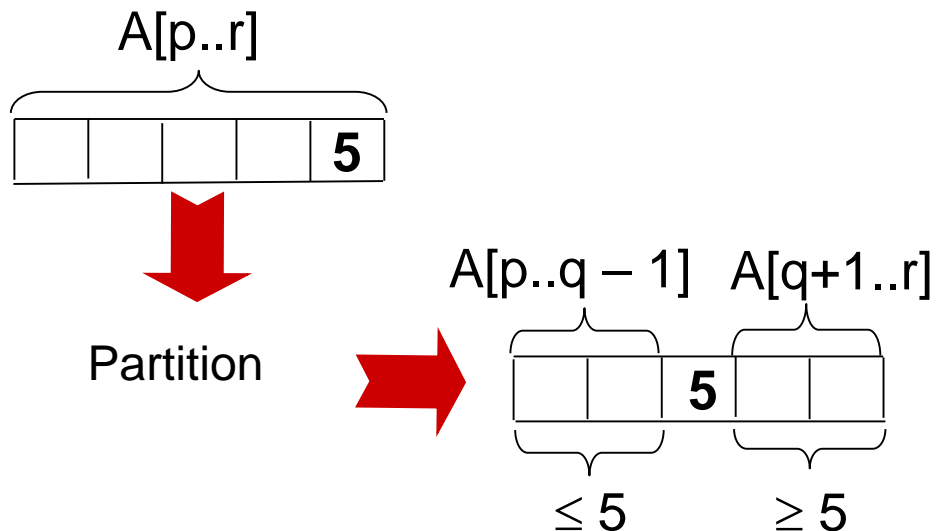 A[p..r]
5
Partition
A[p..q – 1] A[q+1..r]
5
≤ 5 ≥ 5